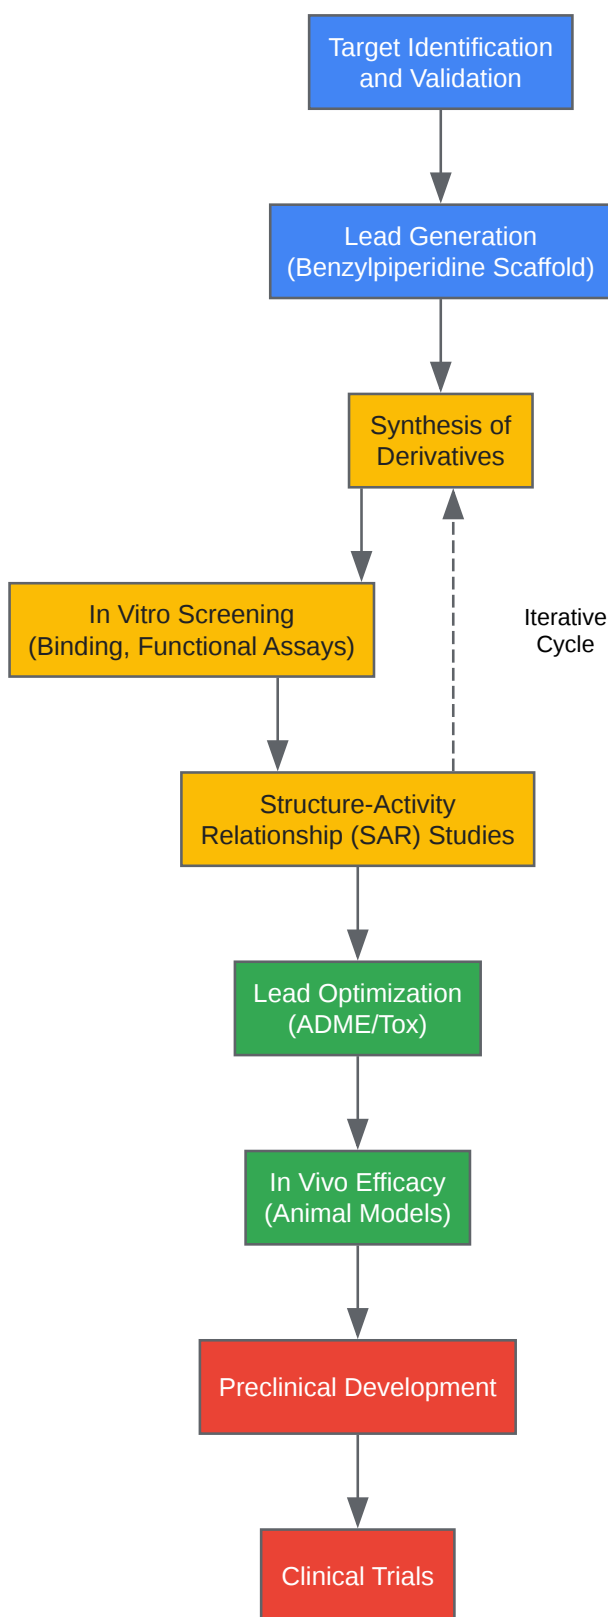 Target Identification
and Validation
Lead Generation
(Benzylpiperidine Scaffold)
Synthesis of
Derivatives
In Vitro Screening
(Binding, Functional Assays)
Iterative
Cycle
Structure-Activity
Relationship (SAR) Studies
Lead Optimization
(ADME/Tox)
In Vivo Efficacy
(Animal Models)
Preclinical Development
Clinical Trials